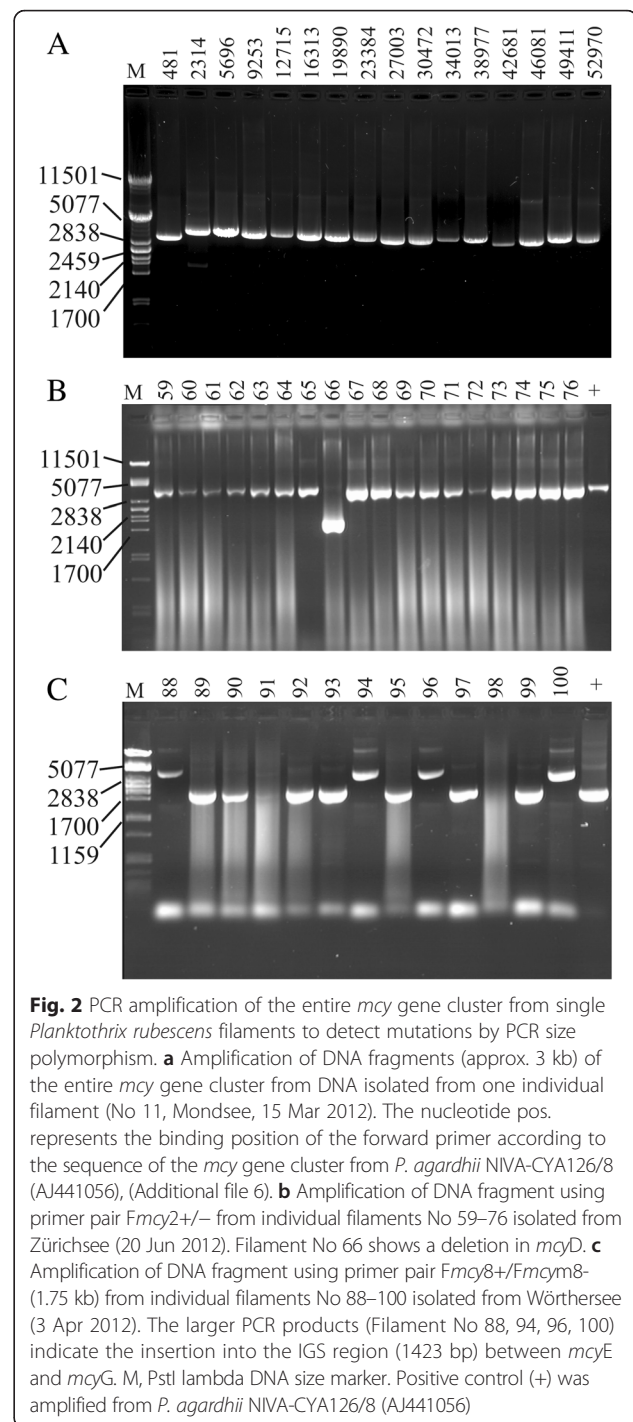 A
M 481 2314 5696 9253 12715 16313 19890 23384 27003 30472 34013 38977 42681 46081 49411 52970
11501
5077
2838
2459
2140
1700
B
M 59 60 61 62 63 64 65 66 67 68 69 70 71 72 73 74 75 76 +
11501
5077
2838
2140
1700
C
M 88 89 90 91 92 93 94 95 96 97 98 99 100 +
5077
2838
1700
1159
Fig. 2 PCR amplification of the entire mcy gene cluster from single
Planktothrix rubescens filaments to detect mutations by PCR size
polymorphism. a Amplification of DNA fragments (approx. 3 kb) of
the entire mcy gene cluster from DNA isolated from one individual
filament (No 11, Mondsee, 15 Mar 2012). The nucleotide pos.
represents the binding position of the forward primer according to
the sequence of the mcy gene cluster from P. agardhii NIVA-CYA126/8
(AJ441056), (Additional file 6). b Amplification of DNA fragment using
primer pair Fmcy2+/− from individual filaments No 59–76 isolated from
Zürichsee (20 Jun 2012). Filament No 66 shows a deletion in mcyD. c
Amplification of DNA fragment using primer pair Fmcy8+/Fmcym8-
(1.75 kb) from individual filaments No 88–100 isolated from Wörthersee
(3 Apr 2012). The larger PCR products (Filament No 88, 94, 96, 100)
indicate the insertion into the IGS region (1423 bp) between mcyE
and mcyG. M, PstI lambda DNA size marker. Positive control (+) was
amplified from P. agardhii NIVA-CYA126/8 (AJ441056)